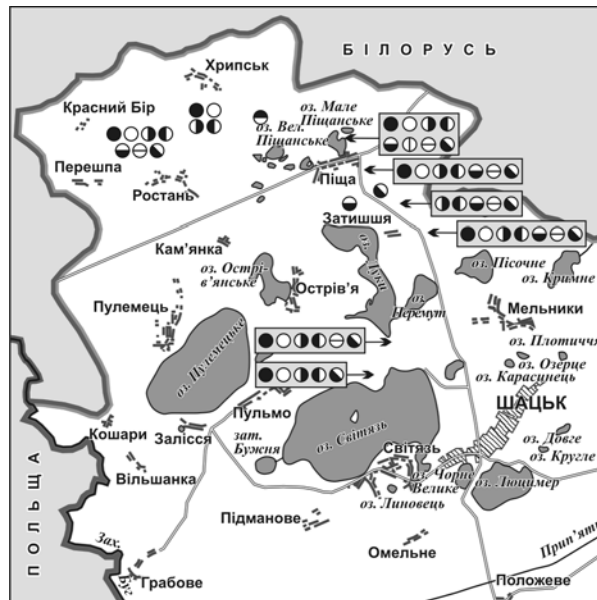 БІЛОРУСЬ
Хрипськ
Красний Бір
оз. Мале
Піщанське
оз. Вел.
Піщанське
Перешпа
Ростань
Піща
Затишшя
Кам'янка
оз. Острі-
в'янське
Острів'я
оз. Луки
оз.
Перемут
оз. Пісочне
оз.
Кримне
Пулемець
Мельники
оз. Пулемецьке
оз. Плотиччя
оз. Озерце
оз. Карасинець
ШАЦЬК
Пульмо
Кошари
Залісся
зат.
Бужня
оз. Світязь
Світязь
оз. Довге
оз. Кругле
Вільшанка
оз. Чорне
Велике
оз. Люцимер
оз. Линовець
ПОЛЬЩА
Підманове
Омельне
Зах.
Буг
Грабове
Прип'ять
Положеве